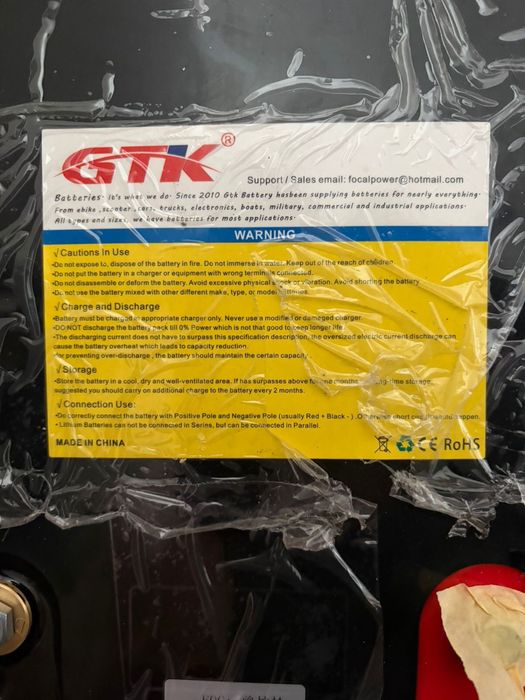 GTK®
Support / Sales email: focalpower@hotmail.com
Batteries· it's what we do· Since 2010 Gtk Battery hasbeen supplying batteries for nearly everything·
From ebike ,scooter ,cars, trucks, electronics, boats, military, commercial and industrial applications·
All types and sizes, we have batteries for most applications·
WARNING
√ Cautions In Use
•Do not expose to, dispose of the battery in fire. Do not immerse in water. Keep out of the reach of children.
•Do not put the battery in a charger or equipment with wrong terminals connected.
•Do not disassemble or deform the battery. Avoid excessive physical shock or vibration. Avoid shorting the battery
•Do not use the battery mixed with other different make, type, or model batteries.
√ Charge and Discharge
•Battery must be charged in appropriate charger only. Never use a modified or damaged charger.
•DO NOT discharge the battery pack till 0% Power which is not that good to keep longer life
•The discharging current does not have to surpass this specification description, the oversized electric current discharge can
cause the battery overheat which leads to capacity reduction.
•for preventing over-discharge , the battery should maintain the certain capacity.
√ Storage
•Store the battery in a cool, dry and well-ventilated area. If has surpasses above for one months long-time storage,
suggested you should carry on additional charge to the battery every 2 months.
√ Connection Use:
•Do correctly connect the battery with Positive Pole and Negative Pole (usually Red + Black - ) . Otherwise short circuit could happen.
• Lithium Batteries can not be connected in Series, but can be connected in Parallel.
MADE IN CHINA
CE RoHS